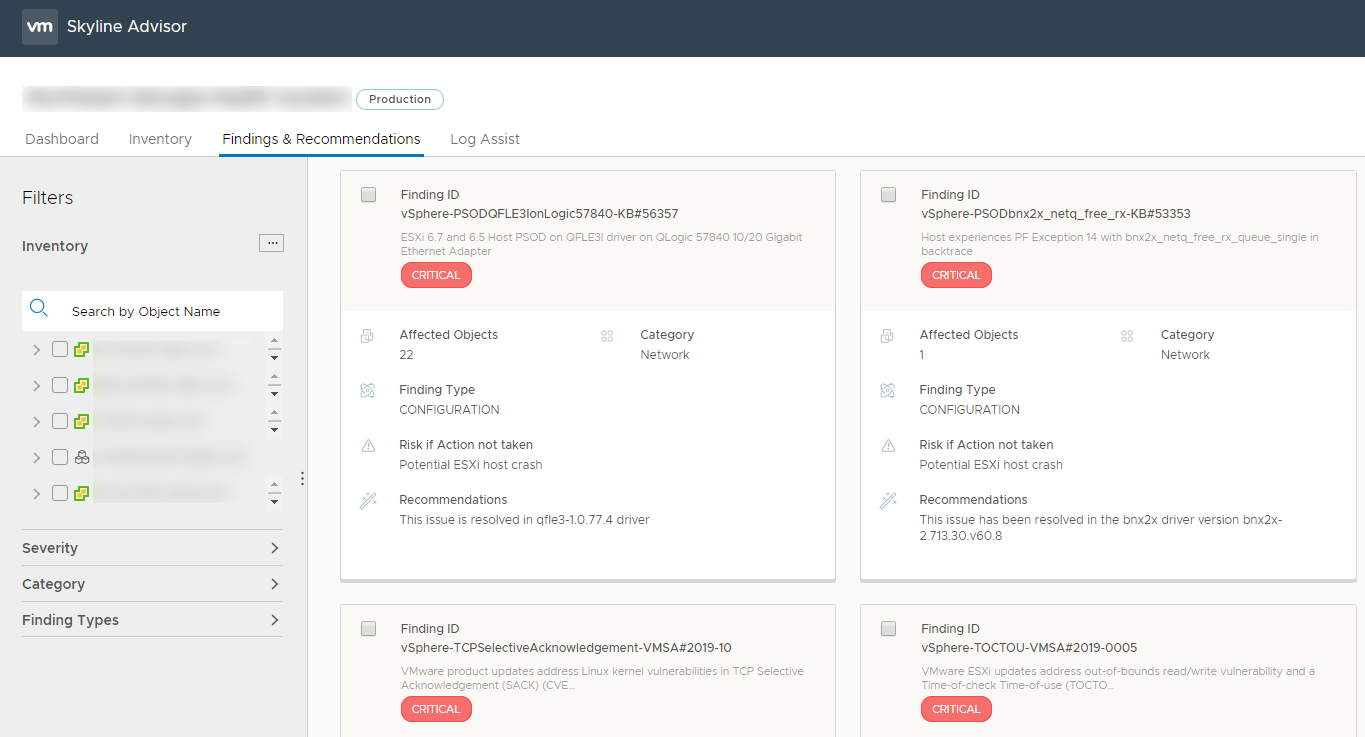 vm Skyline Advisor
Production
Dashboard Inventory Findings & Recommendations Log Assist
Filters
Inventory
...
Search by Object Name
Severity
Category
Finding Types
Finding ID
vSphere-PSODQFLE3IonLogic57840-KB#56357
ESXi 6.7 and 6.5 Host PSOD on QFLE3I driver on QLogic 57840 10/20 Gigabit
Ethernet Adapter
CRITICAL
Affected Objects
22
Category
Network
Finding Type
CONFIGURATION
Risk if Action not taken
Potential ESXi host crash
Recommendations
This issue is resolved in qfle3-1.0.77.4 driver
Finding ID
vSphere-PSODbnx2x_netq_free_rx-KB#53353
Host experiences PF Exception 14 with bnx2x_netq_free_rx_queue_single in
backtrace
CRITICAL
Affected Objects
1
Category
Network
Finding Type
CONFIGURATION
Risk if Action not taken
Potential ESXi host crash
Recommendations
This issue has been resolved in the bnx2x driver version bnx2x-
2.713.30.v60.8
Finding ID
vSphere-TCPSelectiveAcknowledgement-VMSA#2019-10
VMware product updates address Linux kernel vulnerabilities in TCP Selective
Acknowledgement (SACK) (CVE...
CRITICAL
Finding ID
vSphere-TOCTOU-VMSA#2019-0005
VMware ESXi updates address out-of-bounds read/write vulnerability and a
Time-of-check Time-of-use (TOCTO...
CRITICAL